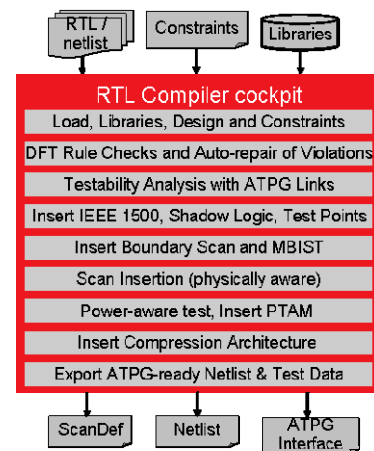 RTL /
netlist
Constraints
Libraries
RTL Compiler cockpit
Load, Libraries, Design and Constraints
DFT Rule Checks and Auto-repair of Violations
Testability Analysis with ATPG Links
Insert IEEE 1500, Shadow Logic, Test Points
Insert Boundary Scan and MBIST
Scan Insertion (physically aware)
Power-aware test, Insert PTAM
Insert Compression Architecture
Export ATPG-ready Netlist & Test Data
ScanDef
Netlist
ATPG
Interface